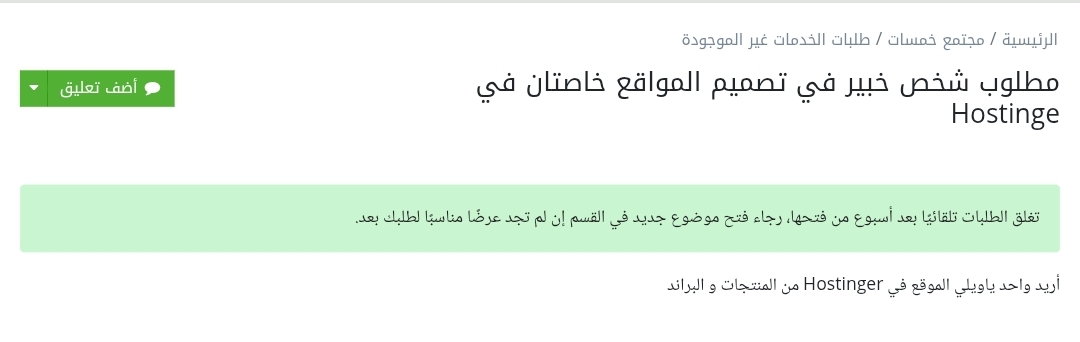 الرئيسية / مجتمع خمسات / طلبات الخدمات غير الموجودة
مطلوب شخص خبير في تصميم المواقع خاصتان في
Hostinge
أضف تعليق
تغلق الطلبات تلقائيًا بعد أسبوع من فتحها، رجاء فتح موضوع جديد في القسم إن لم تجد عرضًا مناسبًا لطلبك بعد.
أريد واحد ياويلي الموقع في Hostinger من المنتجات و البراند